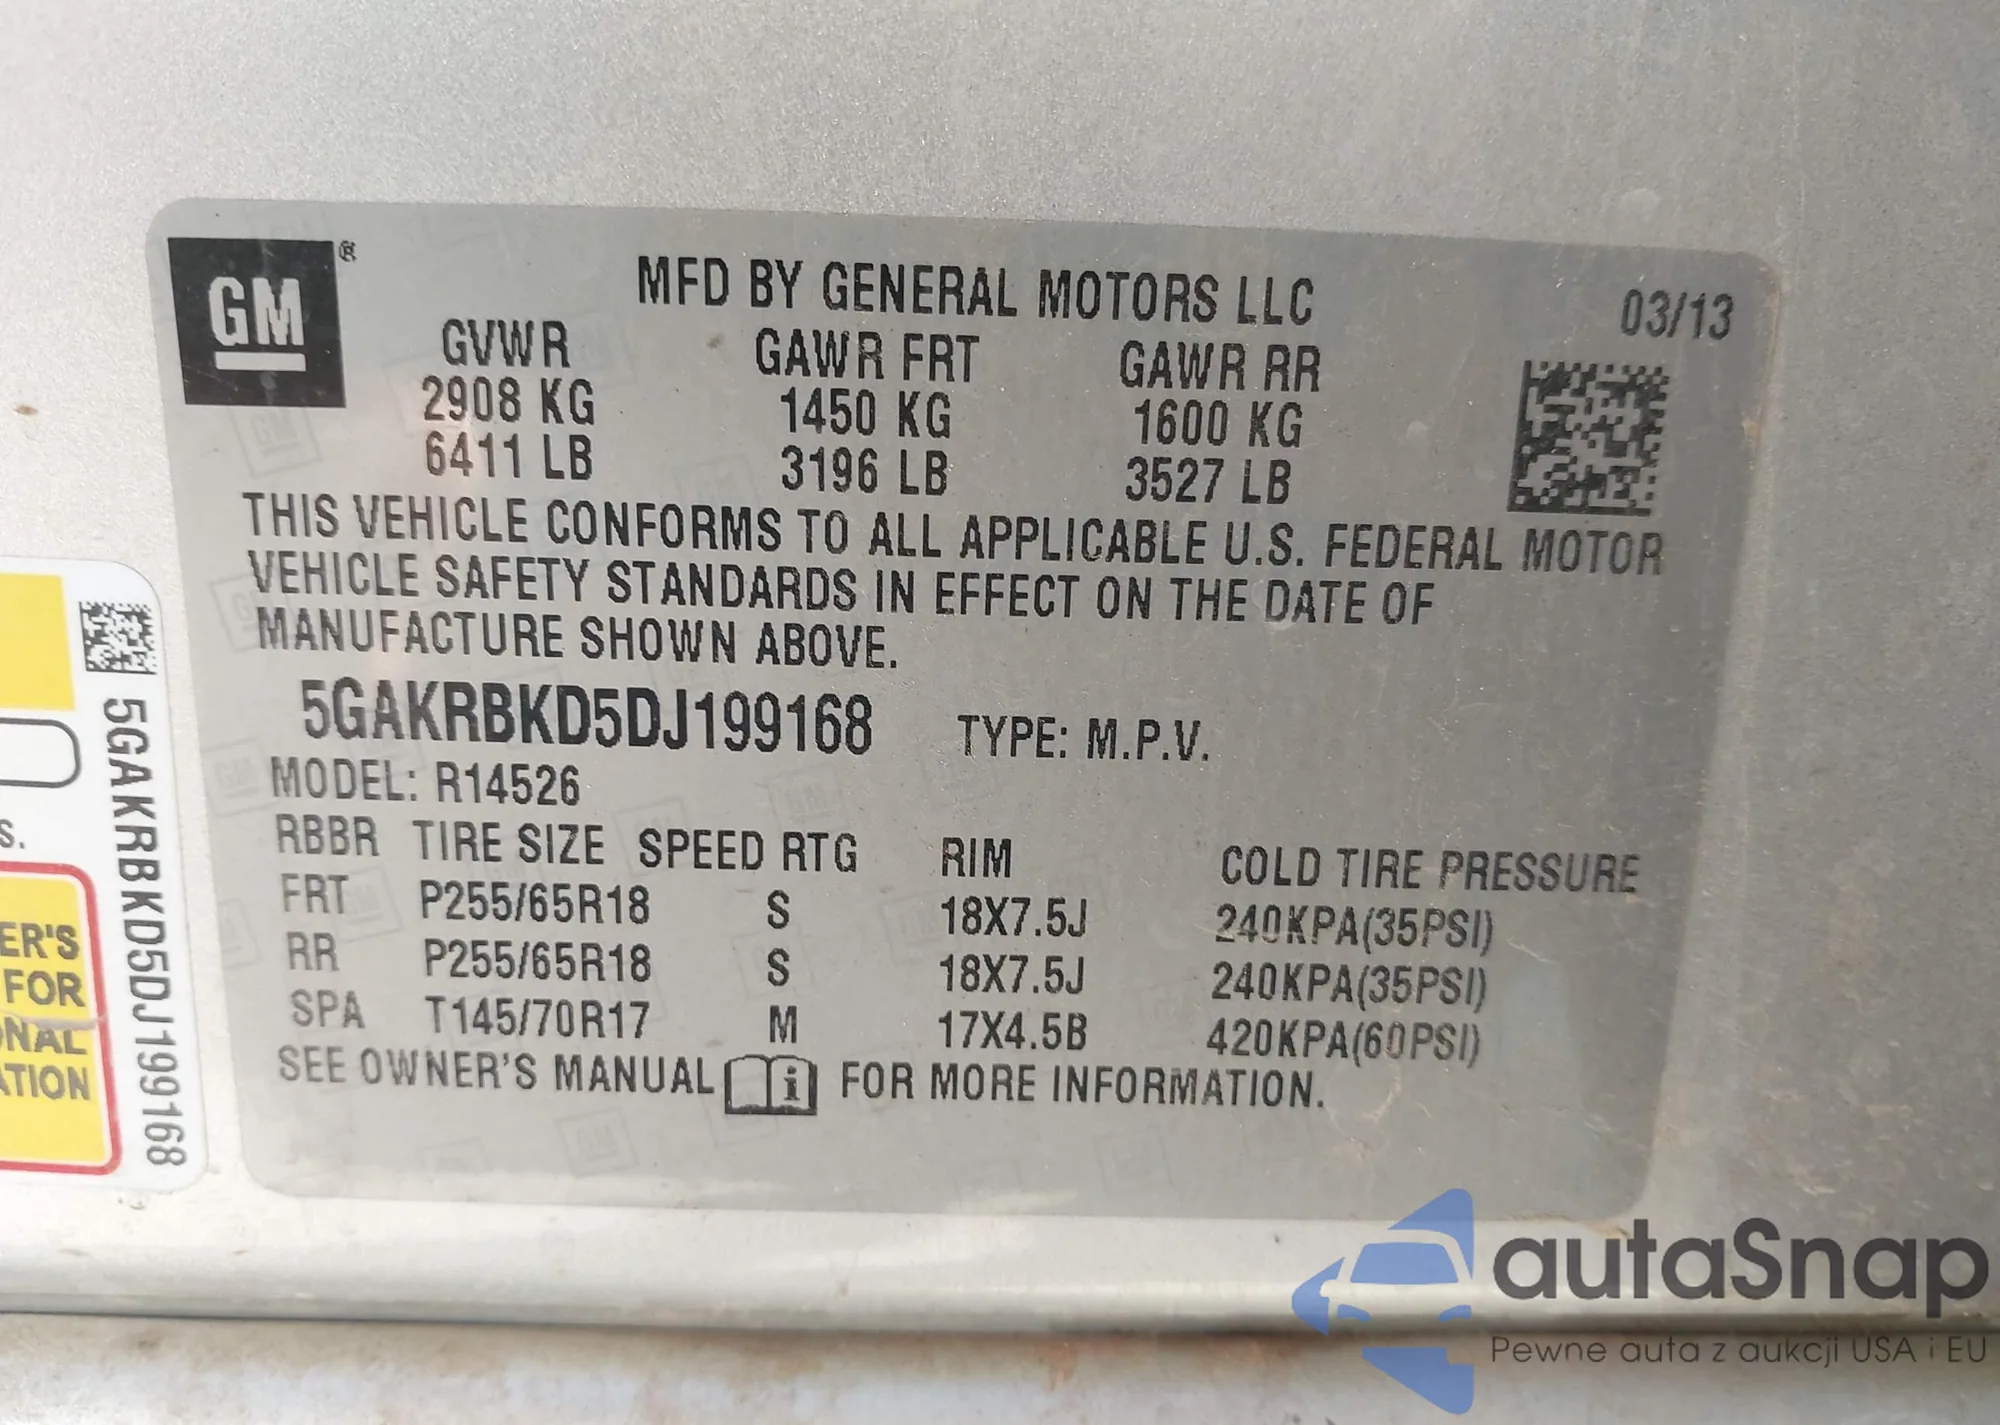 GM ®
MFD BY GENERAL MOTORS LLC 03/13
GVWR GAWR FRT GAWR RR
2908 KG 1450 KG 1600 KG
6411 LB 3196 LB 3527 LB
THIS VEHICLE CONFORMS TO ALL APPLICABLE U.S. FEDERAL MOTOR
VEHICLE SAFETY STANDARDS IN EFFECT ON THE DATE OF
MANUFACTURE SHOWN ABOVE.
5GAKRBKD5DJ199168 TYPE: M.P.V.
MODEL: R14526
RBBR TIRE SIZE SPEED RTG RIM COLD TIRE PRESSURE
FRT P255/65R18 S 18X7.5J 240KPA(35PSI)
RR P255/65R18 S 18X7.5J 240KPA(35PSI)
SPA T145/70R17 M 17X4.5B 420KPA(60PSI)
SEE OWNER'S MANUAL i FOR MORE INFORMATION.
5GAKRBKD5DJ199168
S.
ER'S
FOR
ONAL
ATION
autaSnap
Pewne auta z aukcji USA i EU